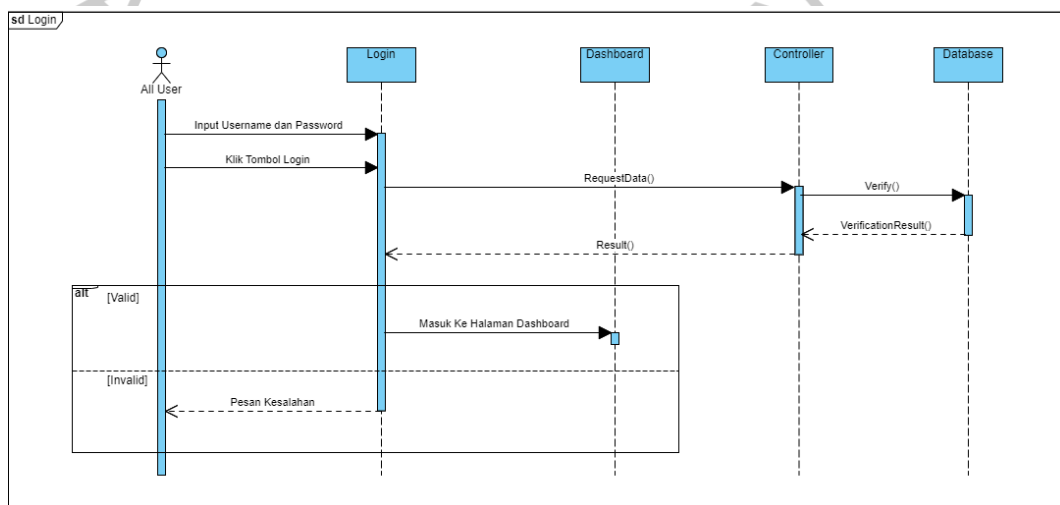 sd Login
All User
Login
Dashboard
Controller
Database
Input Username dan Password
Klik Tombol Login
RequestData()
Verify()
VerificationResult()
Result()
alt
[Valid]
Masuk Ke Halaman Dashboard
[Invalid]
Pesan Kesalahan